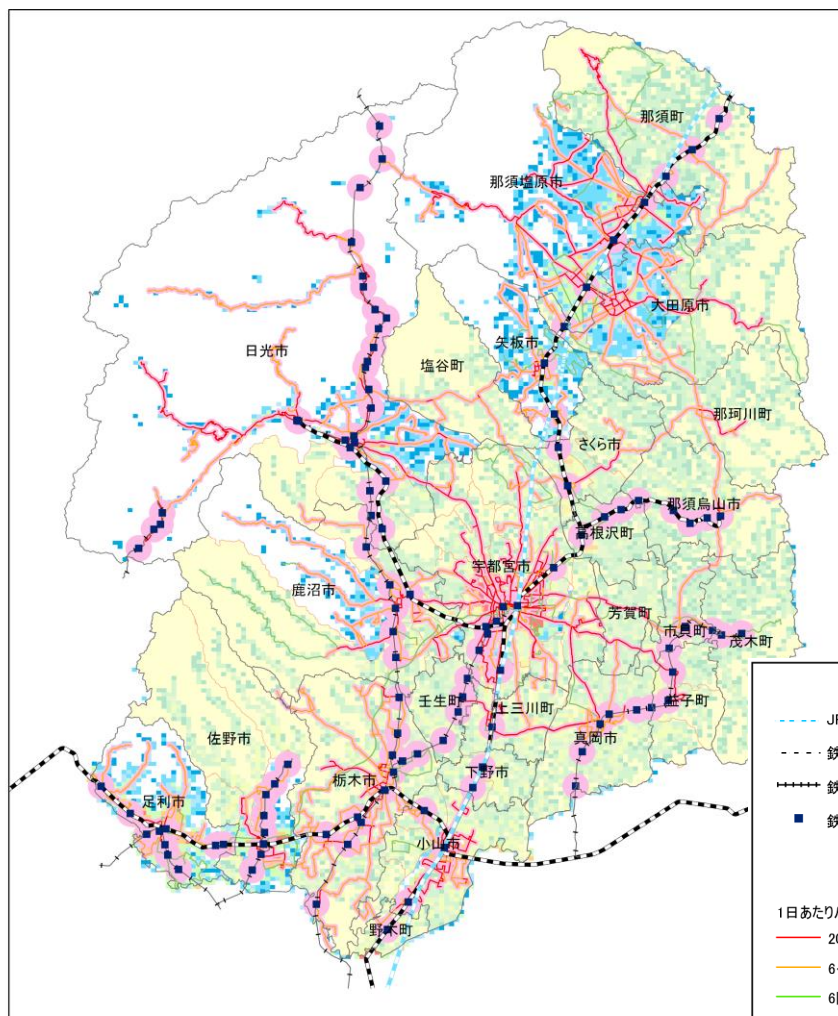 那須町
那須塩原市
大田原市
矢板市
日光市
塩谷町
那珂川町
さくら市
那須烏山市
高根沢町
宇都宮市
鹿沼市
芳賀町
市貝町
茂木町
壬生町
上三川町
益子町
佐野市
真岡市
栃木市
下野市
足利市
小山市
野木町
鉄
鉄
鉄
1日あたり
20
6
6